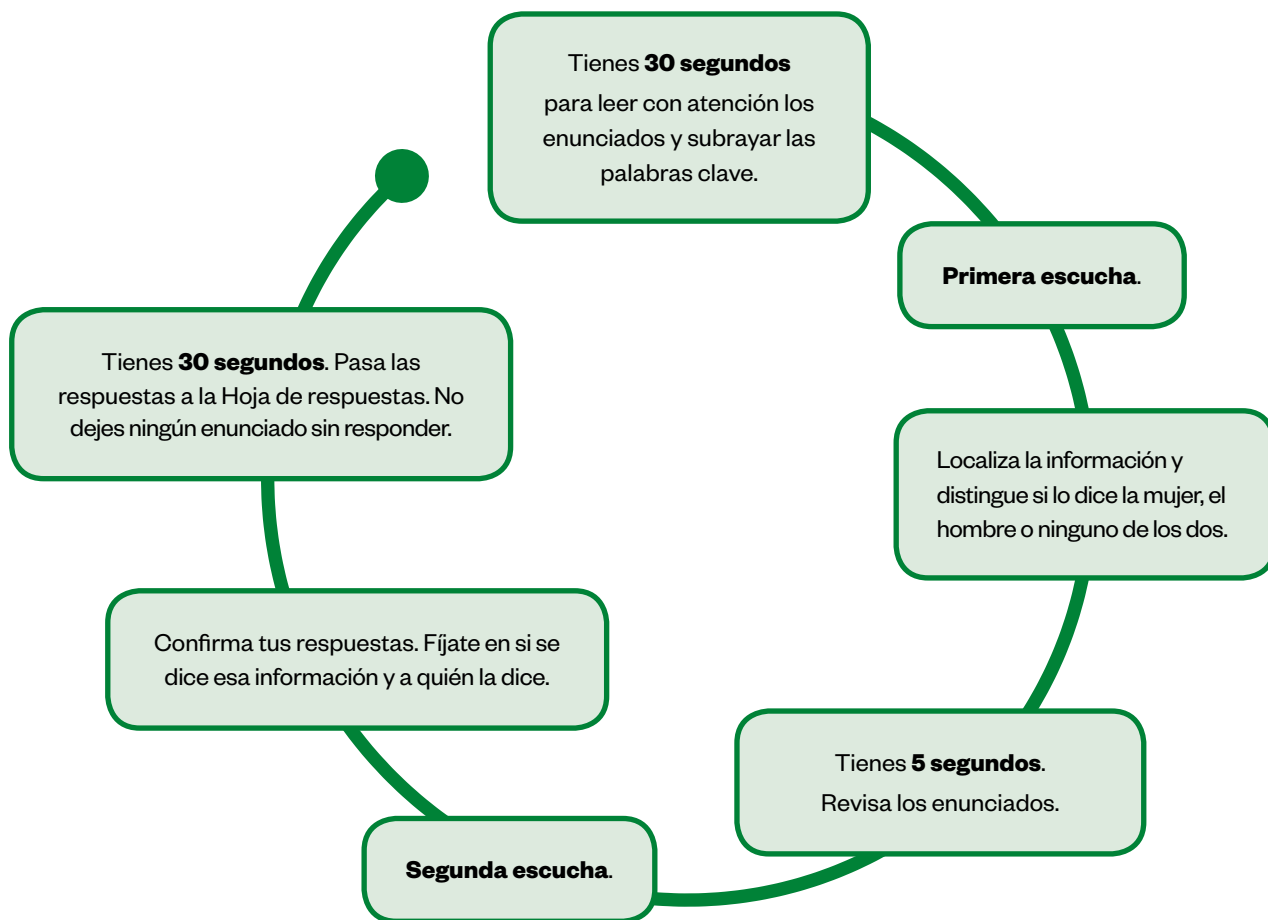 Tienes 30 segundos
para leer con atención los
enunciados y subrayar las
palabras clave.
Primera escucha.
Localiza la información y
distingue si lo dice la mujer, el
hombre o ninguno de los dos.
Tienes 5 segundos.
Revisa los enunciados.
Segunda escucha.
Confirma tus respuestas. Fíjate en si se
dice esa información y a quién la dice.
Tienes 30 segundos. Pasa las
respuestas a la Hoja de respuestas. No
dejes ningún enunciado sin responder.